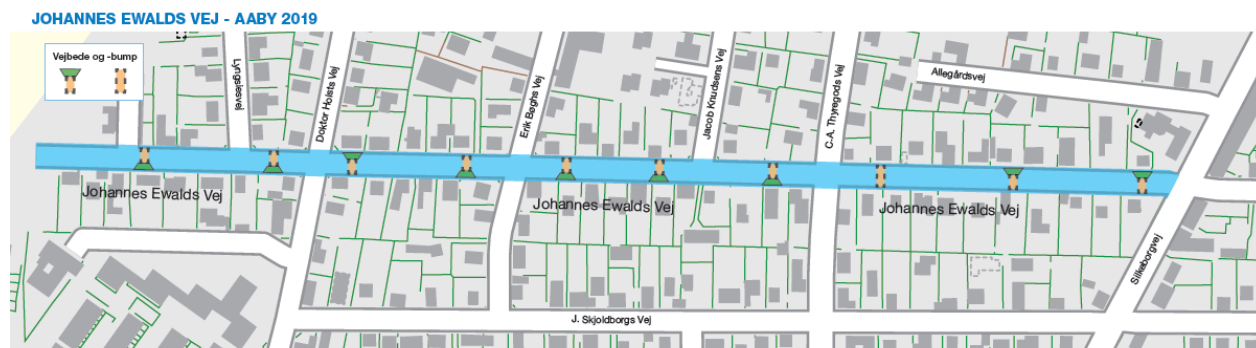 JOHANNES EWALDS VEJ - AABY 2019
Vejbede og -bump
Lyngslesvej
Doktor Holsts Vej
Erik Bøghs Vej
Jacob Knudsens Vej
C.A. Thyregods Vej
Allegårdsvej
Johannes Ewalds Vej
Johannes Ewalds Vej
Johannes Ewalds Vej
Silkeborgvej
J. Skjoldborgs Vej